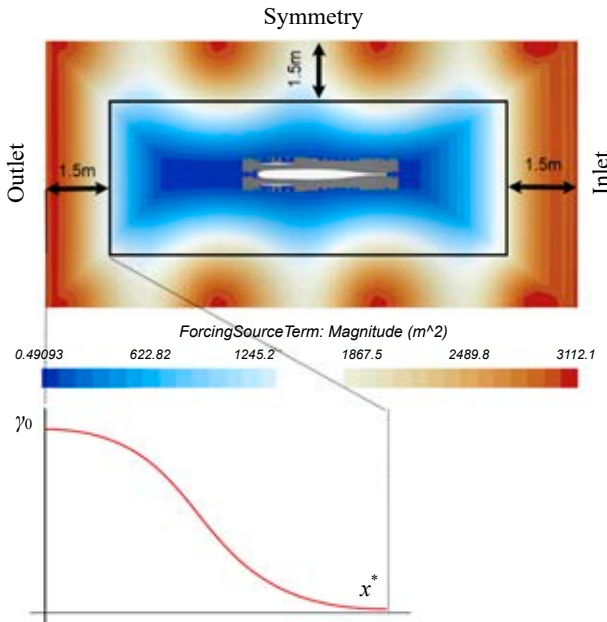 Symmetry
1.5m
Outlet
1.5m
1.5m
Inlet
ForcingSourceTerm: Magnitude (m^2)
0.49093 622.82 1245.2 1867.5 2489.8 3112.1
γ₀
x*